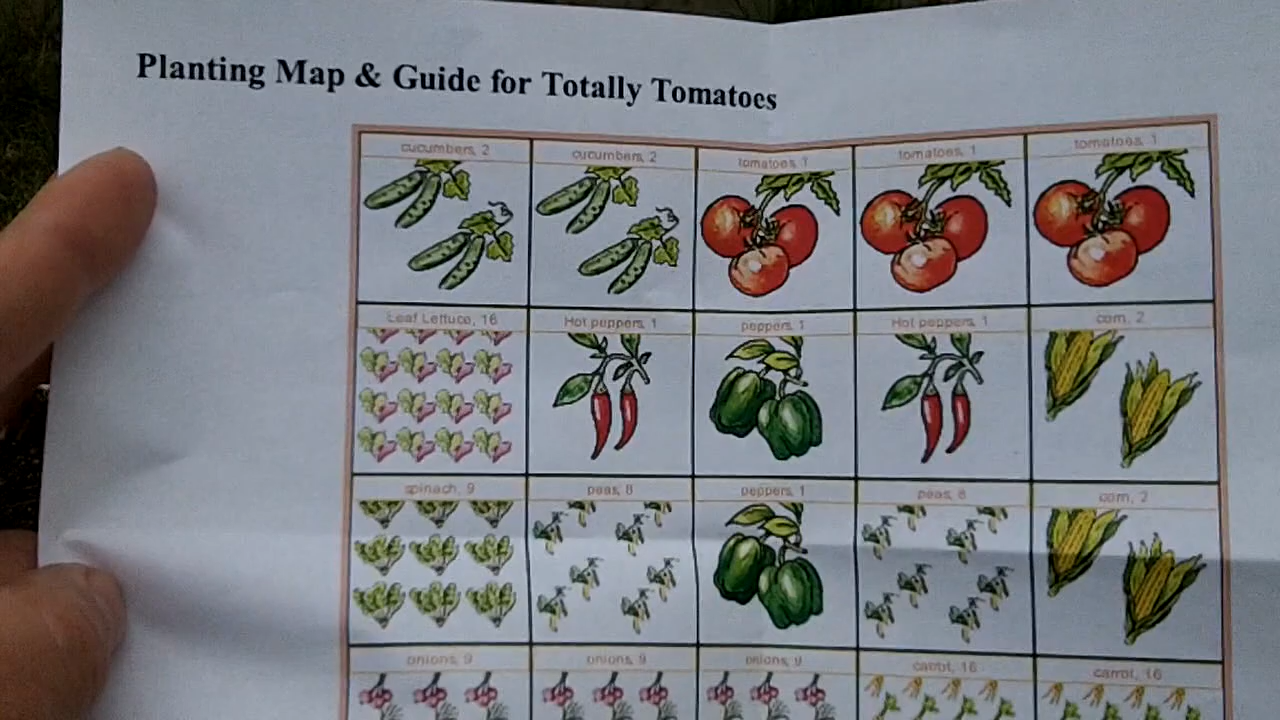 Planting Map & Guide for Totally Tomatoes
cucumbers, 2
cucumbers, 2
tomatoes, 1
tomatoes, 1
tomatoes, 1
Leaf Lettuce, 16
Hot peppers, 1
peppers, 1
Hot peppers, 1
corn, 2
spinach, 9
peas, 8
peppers, 1
peas, 8
corn, 2
onions, 9
onions, 9
onions, 9
carrot, 16
carrot, 16